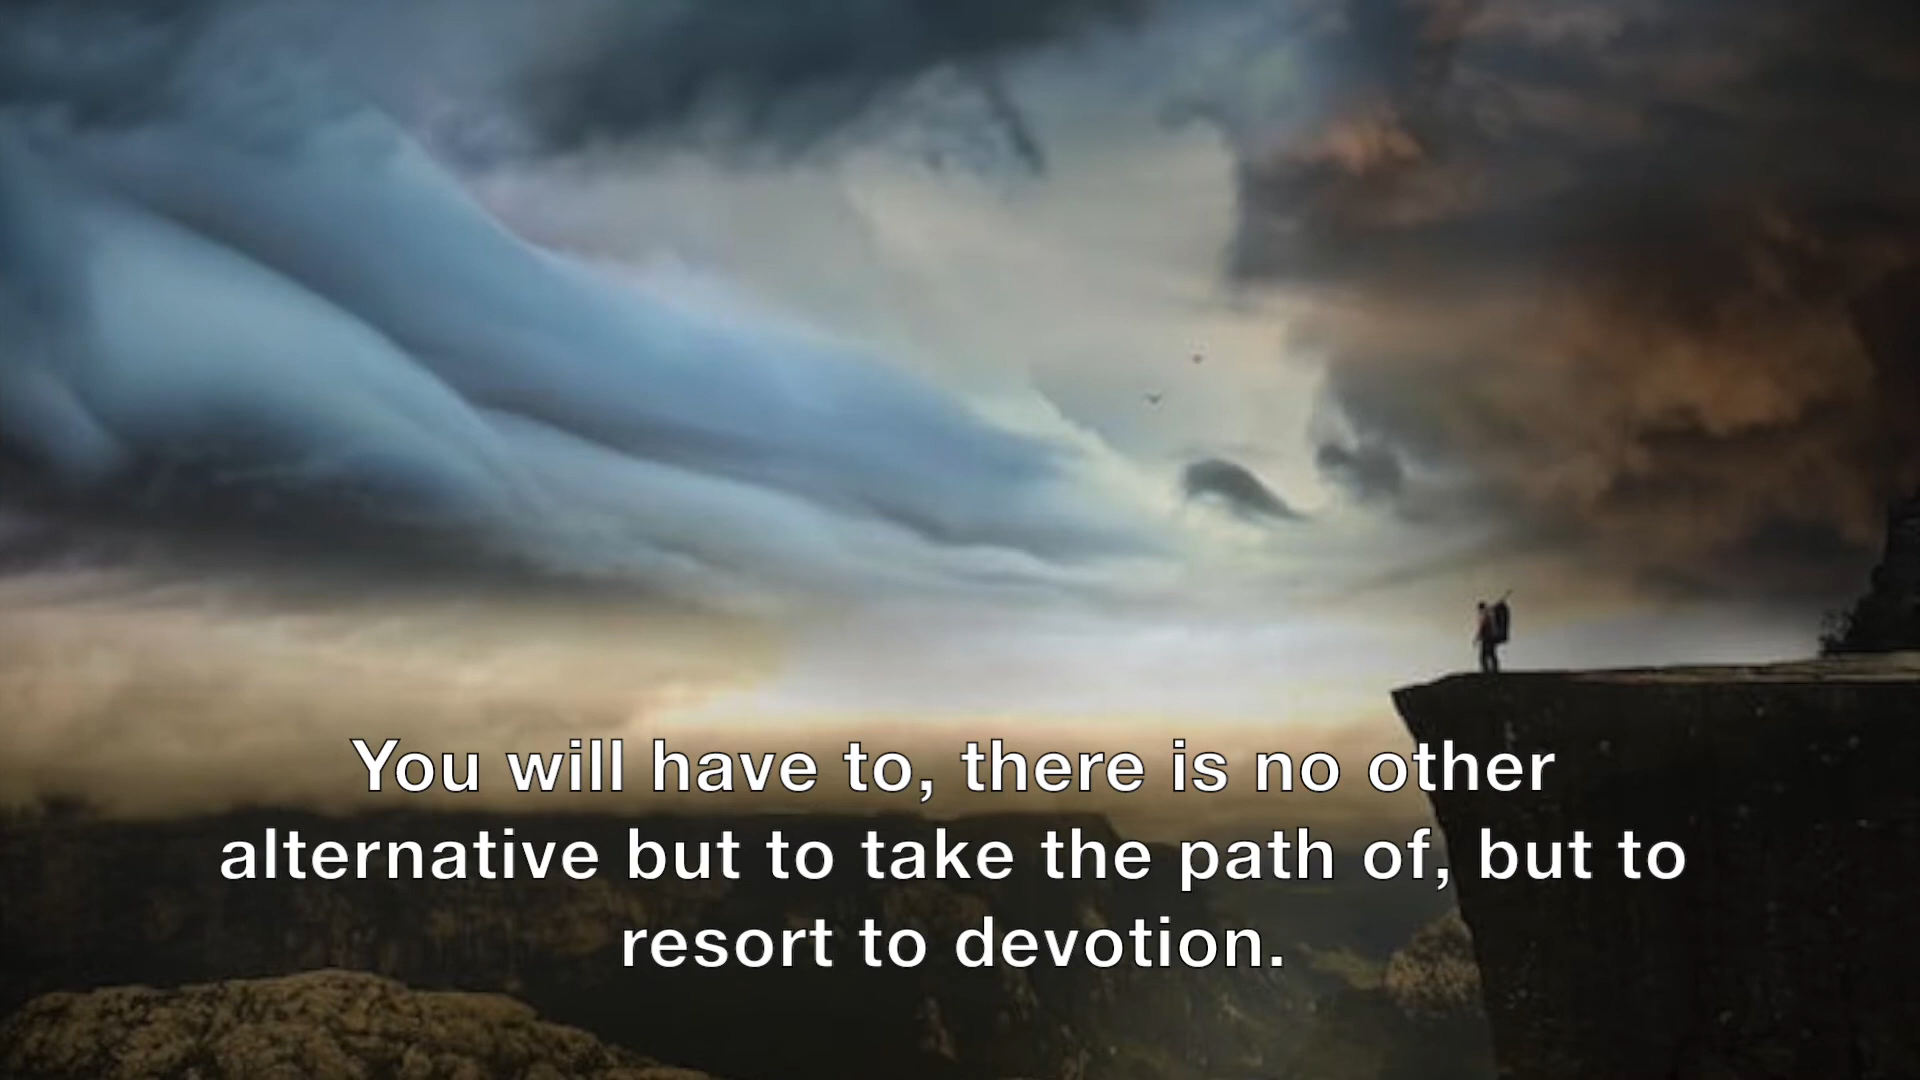 You will have to, there is no other
alternative but to take the path of, but to
resort to devotion.